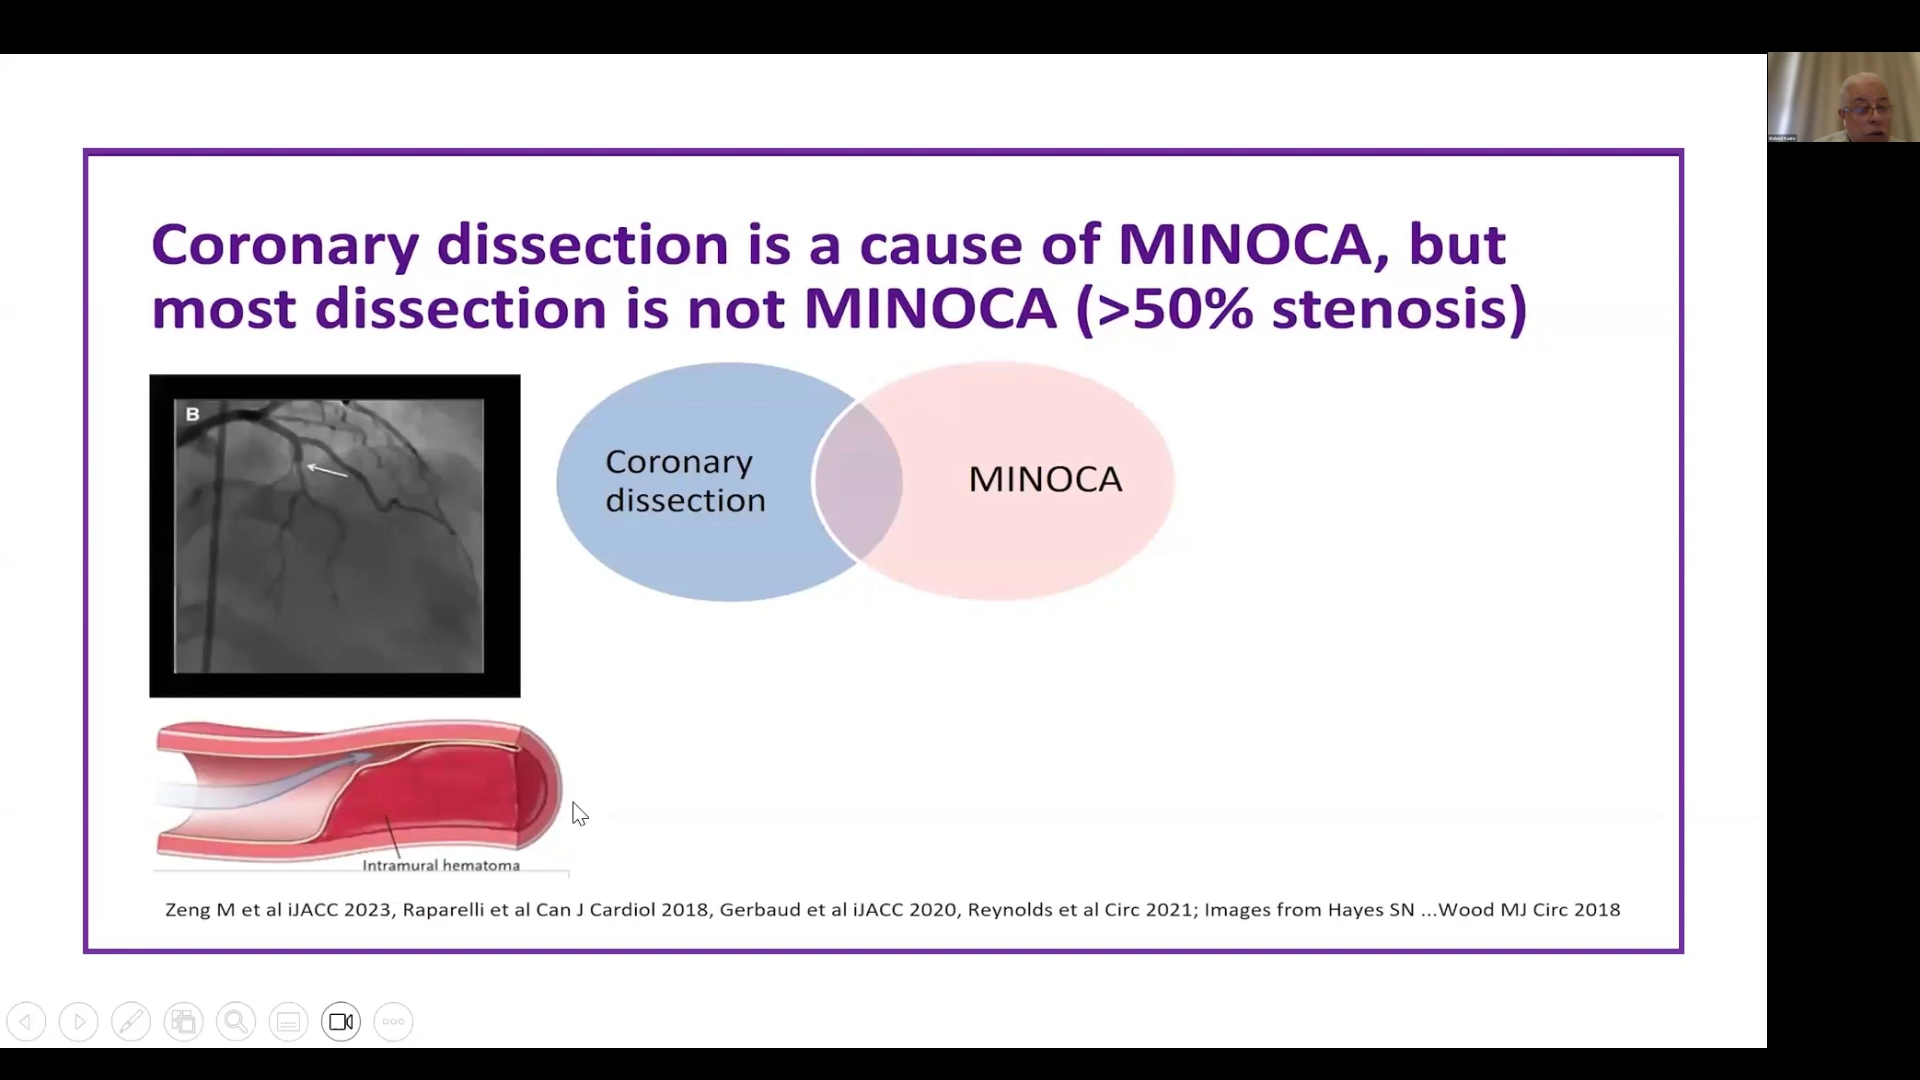 Coronary dissection is a cause of MINOCA, but
most dissection is not MINOCA (>50% stenosis)
B
Coronary
dissection
MINOCA
Intramural hematoma
Zeng M et al iJACC 2023, Raparelli et al Can J Cardiol 2018, Gerbaud et al iJACC 2020, Reynolds et al Circ 2021; Images from Hayes SN ...Wood MJ Circ 2018